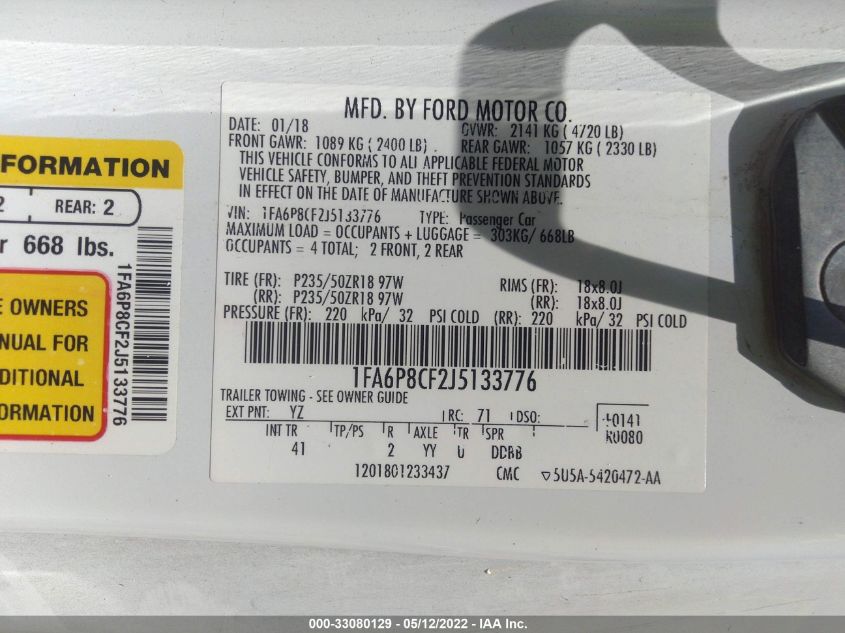 MFD. BY FORD MOTOR CO.
DATE: 01/18 GVWR: 2141 KG ( 4720 LB)
FRONT GAWR: 1089 KG ( 2400 LB) REAR GAWR: 1057 KG ( 2330 LB)
THIS VEHICLE CONFORMS TO ALL APPLICABLE FEDERAL MOTOR
VEHICLE SAFETY, BUMPER, AND THEFT PREVENTION STANDARDS
IN EFFECT ON THE DATE OF MANUFACTURE SHOWN ABOVE.
VIN: 1FA6P8CF2J5133776 TYPE: Passenger Car
MAXIMUM LOAD = OCCUPANTS + LUGGAGE = 303KG/ 668LB
OCCUPANTS = 4 TOTAL; 2 FRONT, 2 REAR
TIRE (FR): P235/50ZR18 97W RIMS (FR): 18x8.0J
(RR): P235/50ZR18 97W (RR): 18x8.0J
PRESSURE (FR): 220 kPa/ 32 PSI COLD (RR): 220 kPa/ 32 PSI COLD
1FA6P8CF2J5133776
TRAILER TOWING - SEE OWNER GUIDE
EXT PNT: YZ RC: 71 DSO:
INT TR TP/PS R AXLE TR SPR
41 2 YY U DDBB
1201801233437 CMC 5U5A-5420472-AA
F0141
R0080
FORMATION
2 REAR: 2
r 668 lbs.
E OWNERS
NUAL FOR
DITIONAL
ORMATION
1FA6P8CF2J5133776
000-33080129 - 05/12/2022 - IAA Inc.